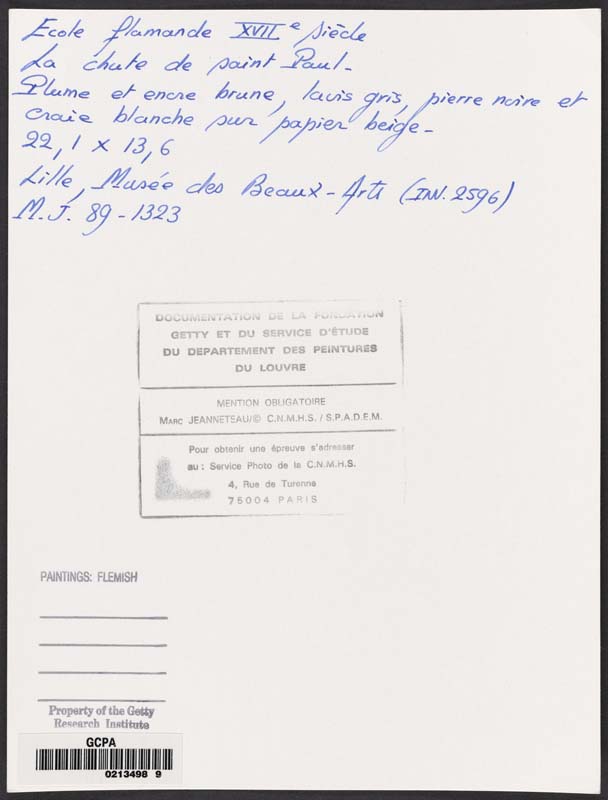 Ecole flamande XVIIe siècle
La chute de saint Paul-
Plume et encre brune, lavis gris, pierre noire et
craie blanche sur papier beige-
22,1 x 13,6
Lille, Musée des Beaux-Arts (INV. 2596)
M.J. 89-1323
DOCUMENTATION DE LA FONDATION
GETTY ET DU SERVICE D'ÉTUDE
DU DEPARTEMENT DES PEINTURES
DU LOUVRE
MENTION OBLIGATOIRE
MARC JEANNETEAU/© C.N.M.H.S. / S.P.A.D.E.M.
Pour obtenir une épreuve s'adresser
au : Service Photo de la C.N.M.H.S.
4, Rue de Turenne
75004 PARIS
PAINTINGS: FLEMISH
Property of the Getty
Research Institute
GCPA
0213498 9